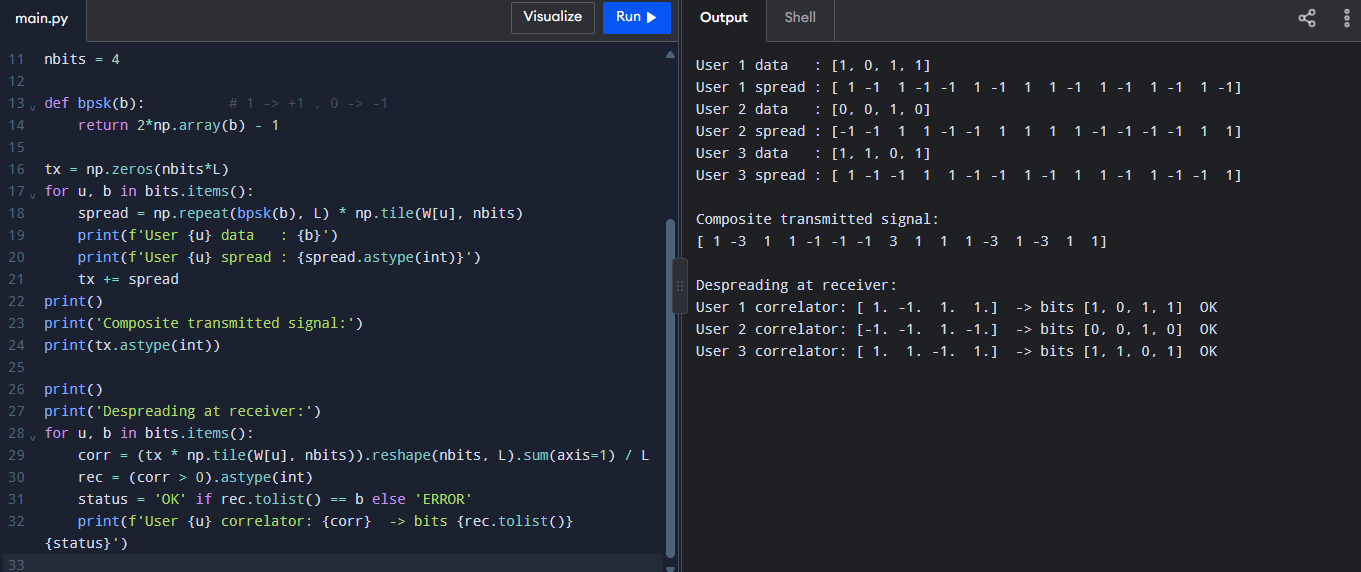 main.py
Visualize
Run
11 nbits = 4
12
13 def bpsk(b):          # 1 -> +1 , 0 -> -1
14     return 2*np.array(b) - 1
15
16 tx = np.zeros(nbits*L)
17 for u, b in bits.items():
18     spread = np.repeat(bpsk(b), L) * np.tile(W[u], nbits)
19     print(f'User {u} data   : {b}')
20     print(f'User {u} spread : {spread.astype(int)}')
21     tx += spread
22 print()
23 print('Composite transmitted signal:')
24 print(tx.astype(int))
25
26 print()
27 print('Despreading at receiver:')
28 for u, b in bits.items():
29     corr = (tx * np.tile(W[u], nbits)).reshape(nbits, L).sum(axis=1) / L
30     rec = (corr > 0).astype(int)
31     status = 'OK' if rec.tolist() == b else 'ERROR'
32     print(f'User {u} correlator: {corr}  -> bits {rec.tolist()}
{status}')
33
Output
Shell
User 1 data   : [1, 0, 1, 1]
User 1 spread : [ 1 -1  1 -1 -1  1 -1  1  1 -1  1 -1  1 -1  1 -1]
User 2 data   : [0, 0, 1, 0]
User 2 spread : [-1 -1  1  1 -1 -1  1  1  1  1 -1 -1 -1 -1  1  1]
User 3 data   : [1, 1, 0, 1]
User 3 spread : [ 1 -1 -1  1  1 -1 -1  1 -1  1  1 -1  1 -1 -1  1]

Composite transmitted signal:
[ 1 -3  1  1 -1 -1 -1  3  1  1  1 -3  1 -3  1  1]

Despreading at receiver:
User 1 correlator: [ 1. -1.  1.  1.]  -> bits [1, 0, 1, 1]  OK
User 2 correlator: [-1. -1.  1. -1.]  -> bits [0, 0, 1, 0]  OK
User 3 correlator: [ 1.  1. -1.  1.]  -> bits [1, 1, 0, 1]  OK